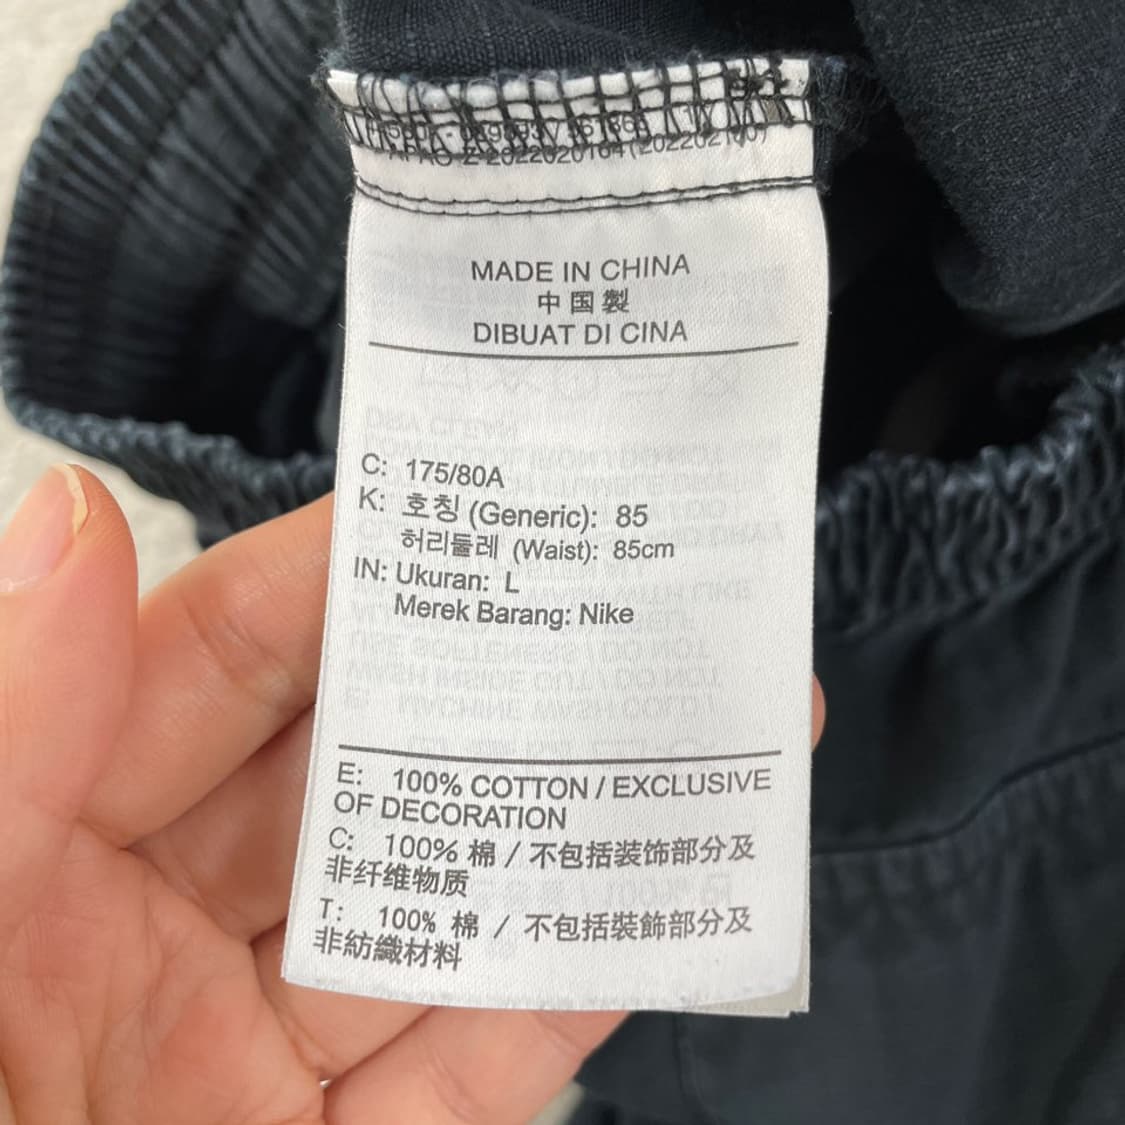 MADE IN CHINA
中国製
DIBUAT DI CINA
C: 175/80A
K: 호칭 (Generic): 85
허리둘레 (Waist): 85cm
IN: Ukuran: L
Merek Barang: Nike
E: 100% COTTON / EXCLUSIVE
OF DECORATION
C: 100% 棉 / 不包括装饰部分及
非纤维物质
T: 100% 棉 / 不包括裝飾部分及
非紡織材料